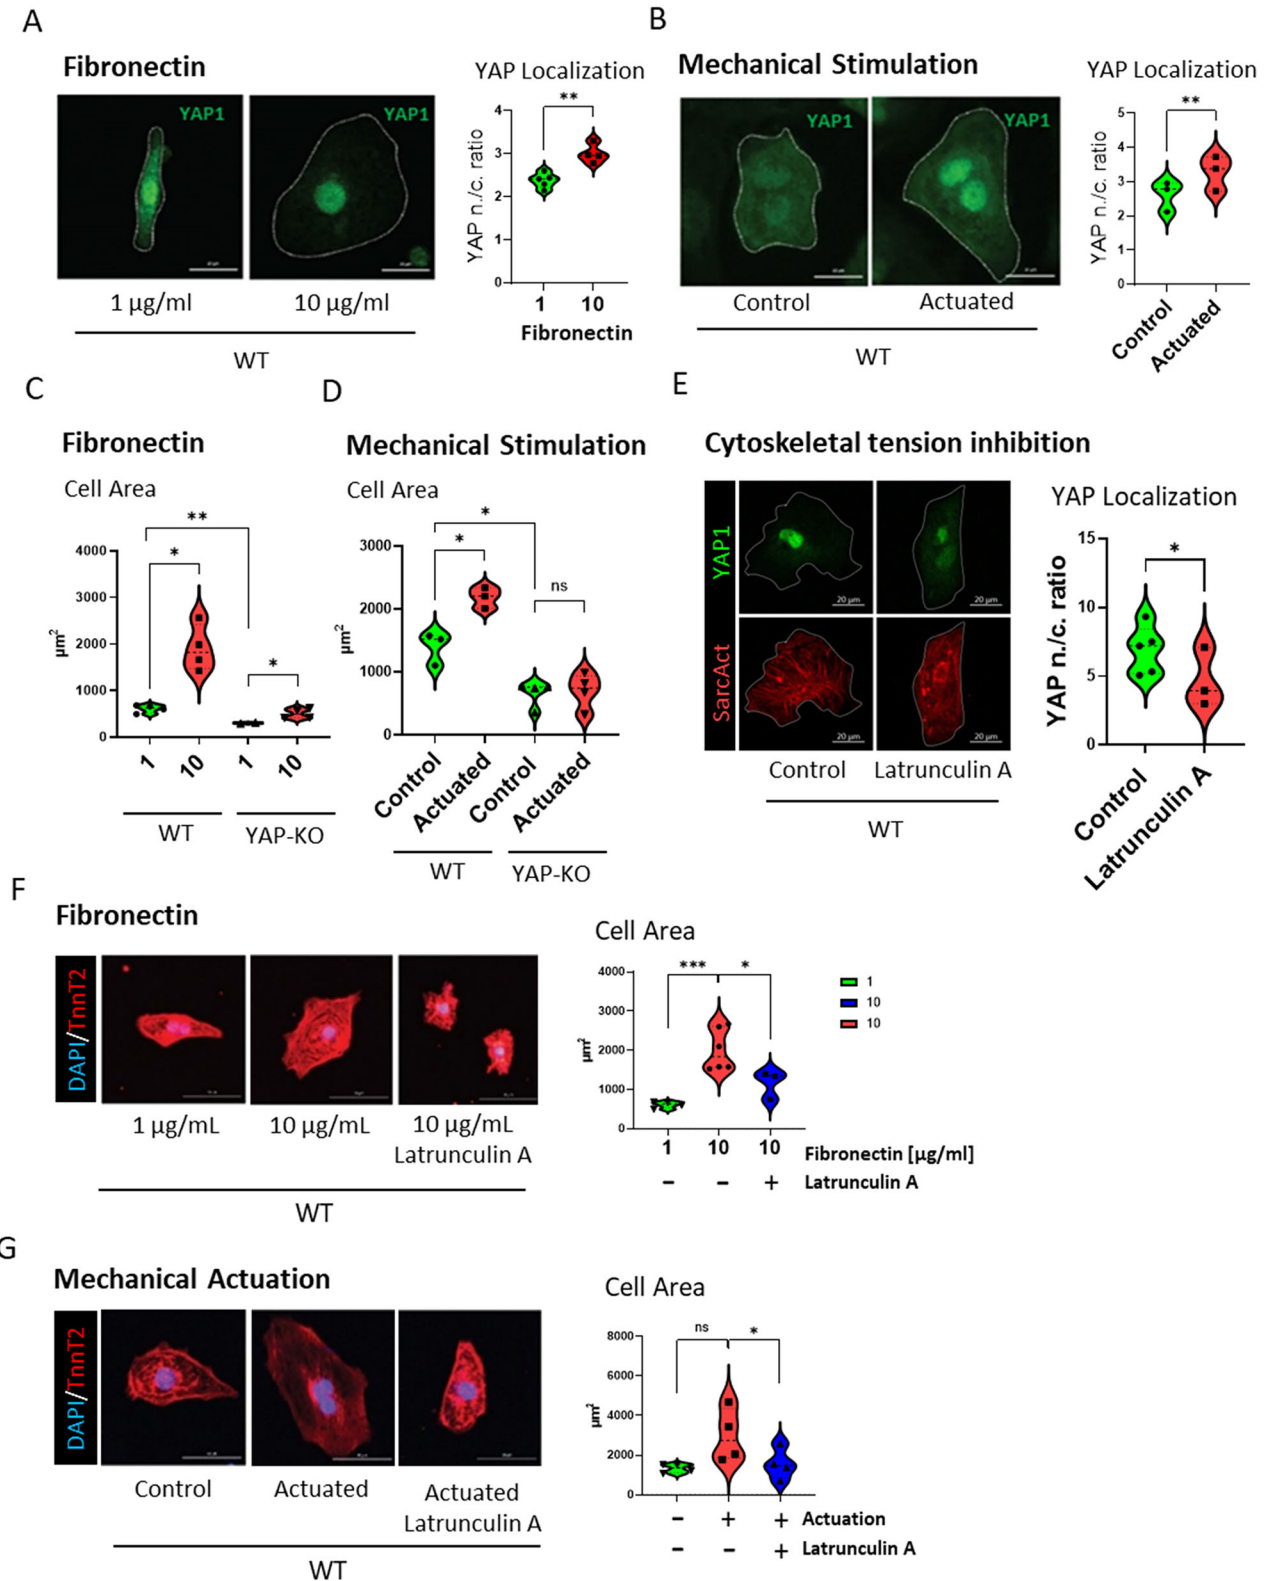 A
Fibronectin
YAP1
YAP1
1 µg/ml
10 µg/ml
WT
YAP Localization
**
YAP n./c. ratio
4
3
2
1
0
1
10
Fibronectin
B
Mechanical Stimulation
YAP1
YAP1
Control
Actuated
WT
YAP Localization
**
YAP n./c. ratio
5
4
3
2
1
0
Control
Actuated
C
Fibronectin
Cell Area
**
*
*
µm²
4000
3000
2000
1000
0
1
10
1
10
WT
YAP-KO
D
Mechanical Stimulation
Cell Area
*
*
ns
µm²
3000
2000
1000
0
Control
Actuated
Control
Actuated
WT
YAP-KO
E
Cytoskeletal tension inhibition
YAP1
SarcAct
20 µm
20 µm
20 µm
20 µm
Control
Latrunculin A
WT
YAP Localization
*
YAP n./c. ratio
15
10
5
0
Control
Latrunculin A
F
Fibronectin
DAPI/TnnT2
1 µg/mL
10 µg/mL
10 µg/mL
Latrunculin A
WT
Cell Area
***
*
µm²
4000
3000
2000
1000
0
1
10
10
1
10
10
Fibronectin [µg/ml]
− − + Latrunculin A
G
Mechanical Actuation
DAPI/TnnT2
Control
Actuated
Actuated
Latrunculin A
WT
Cell Area
ns
*
µm²
8000
6000
4000
2000
0
− + + Actuation
− − + Latrunculin A